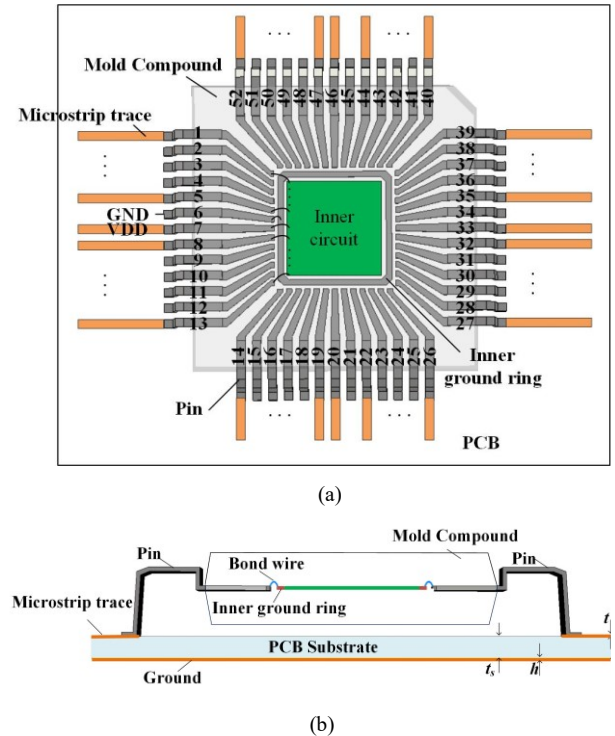 52 51 50 49 48 47 46 45 44 43 42 41 40
Mold Compound
Microstrip trace
1
2
3
4
5
GND 6
VDD 7
8
9
10
11
12
13
39
38
37
36
35
34
33
32
31
30
29
28
27
Inner
circuit
14 15 16 17 18 19 20 21 22 23 24 25 26
Inner
ground ring
Pin
PCB
(a)
Mold Compound
Pin
Pin
Bond wire
Inner ground ring
Microstrip trace
t
PCB Substrate
Ground
ts
h
(b)